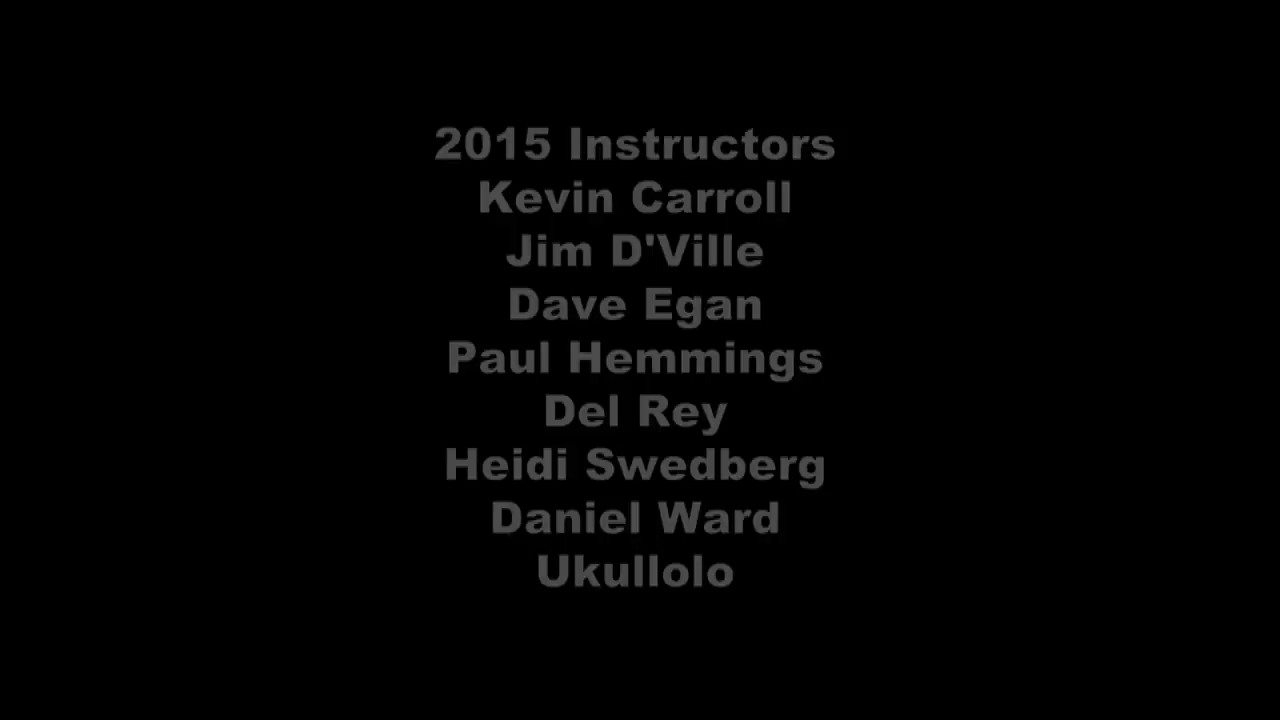 2015 Instructors
Kevin Carroll
Jim D'Ville
Dave Egan
Paul Hemmings
Del Rey
Heidi Swedberg
Daniel Ward
Ukullolo